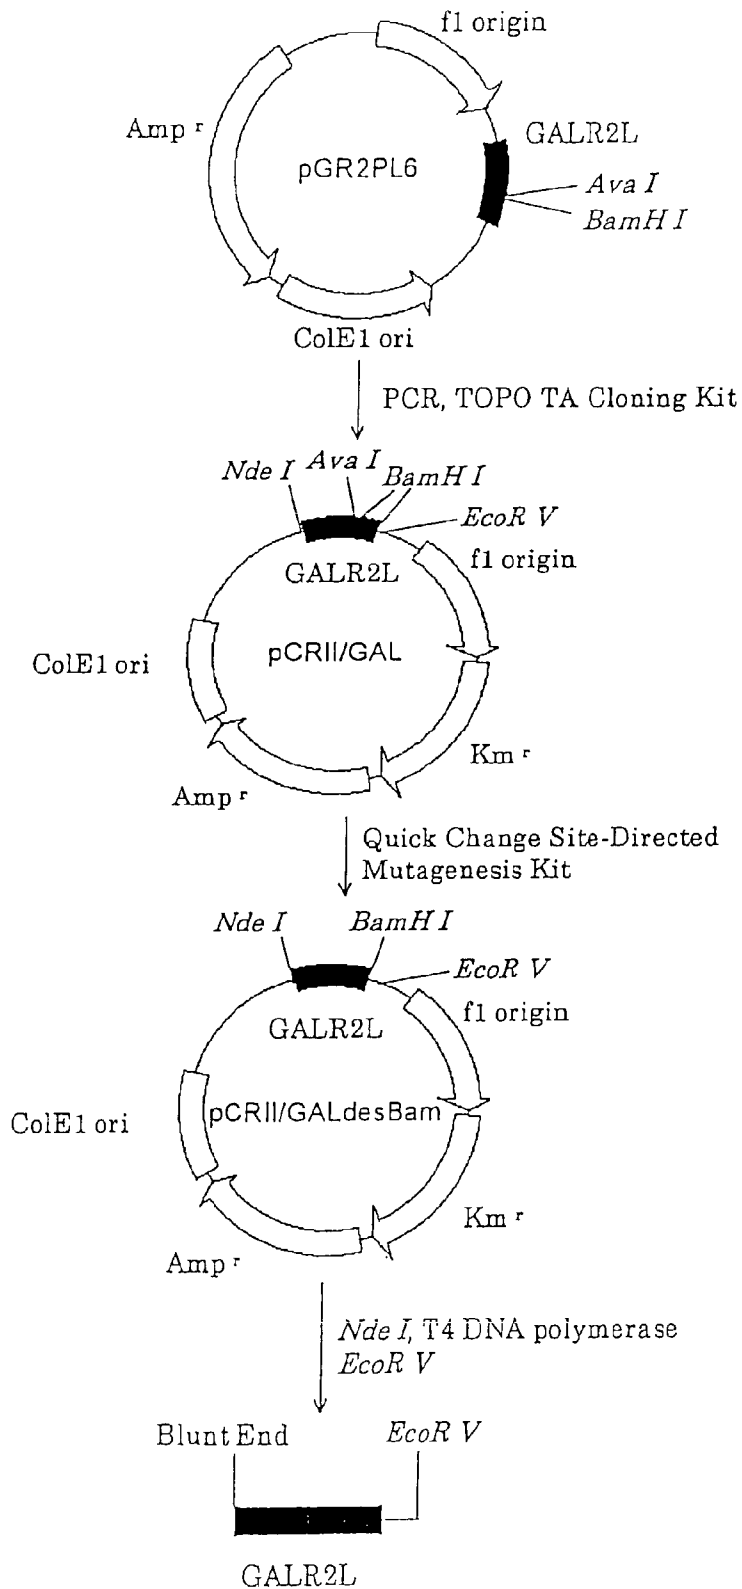 f1 origin
Amp r
GALR2L
pGR2PL6
Ava I
BamH I
ColE1 ori
PCR, TOPO TA Cloning Kit
Nde I
Ava I
BamH I
EcoR V
f1 origin
GALR2L
ColE1 ori
pCRII/GAL
Km r
Amp r
Quick Change Site-Directed
Mutagenesis Kit
Nde I
BamH I
EcoR V
f1 origin
GALR2L
ColE1 ori
pCRII/GALdesBam
Km r
Amp r
Nde I, T4 DNA polymerase
EcoR V
Blunt End
EcoR V
GALR2L